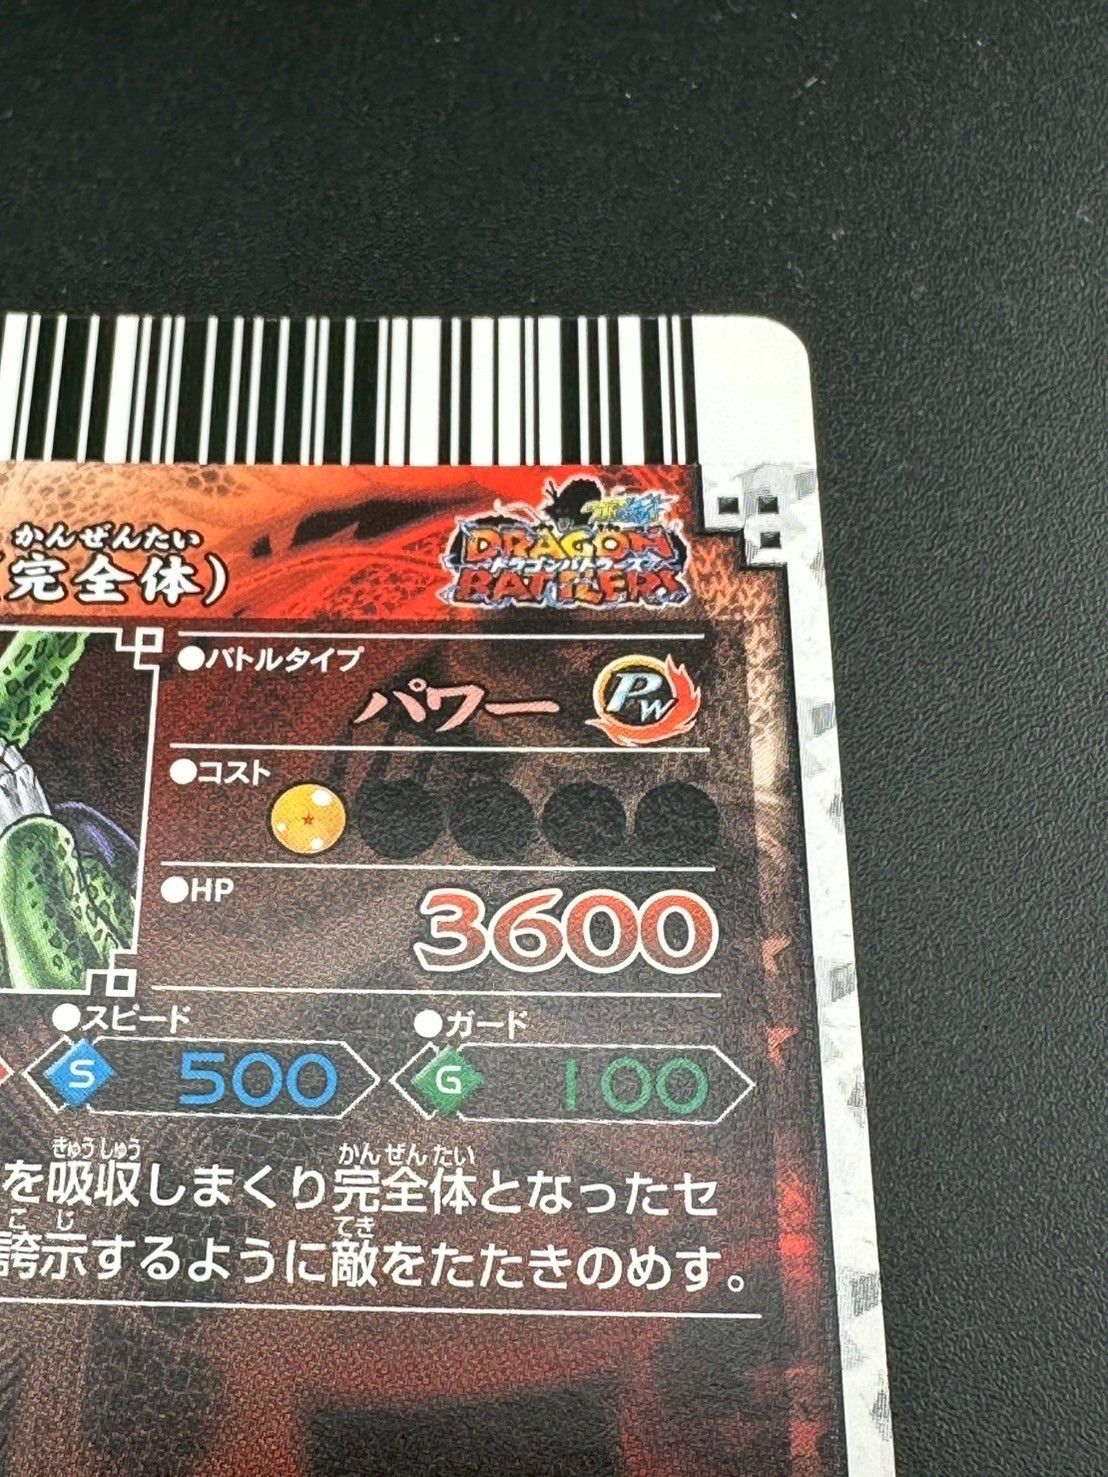 かんぜんたい
(完全体)
DRAGON
ドラゴンバトラーズ
BATTLERS
●バトルタイプ
パワー PW
●コスト
●HP
3600
●スピード ●ガード
S 500 G 100
きゅうしゅう かんぜんたい
を吸収しまくり完全体となったセ
こじ てき
誇示するように敵をたたきのめす。